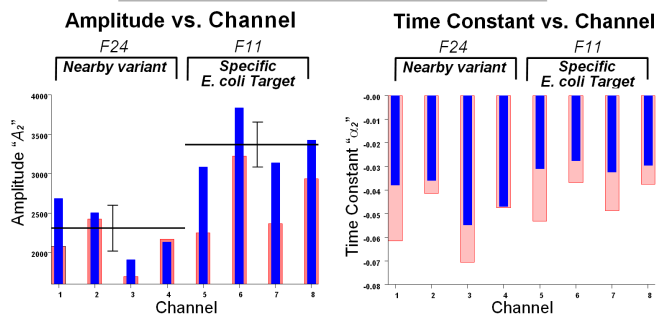 Amplitude vs. Channel
F24
F11
Nearby variant
Specific
E. coli Target
4000
3500
3000
2500
2000
Amplitude "A2"
1 2 3 4 5 6 7 8
Channel
Time Constant vs. Channel
F24
F11
Nearby variant
Specific
E. coli Target
-0.00
-0.01
-0.02
-0.03
-0.04
-0.05
-0.06
-0.07
-0.08
Time Constant "α2"
1 2 3 4 5 6 7 8
Channel